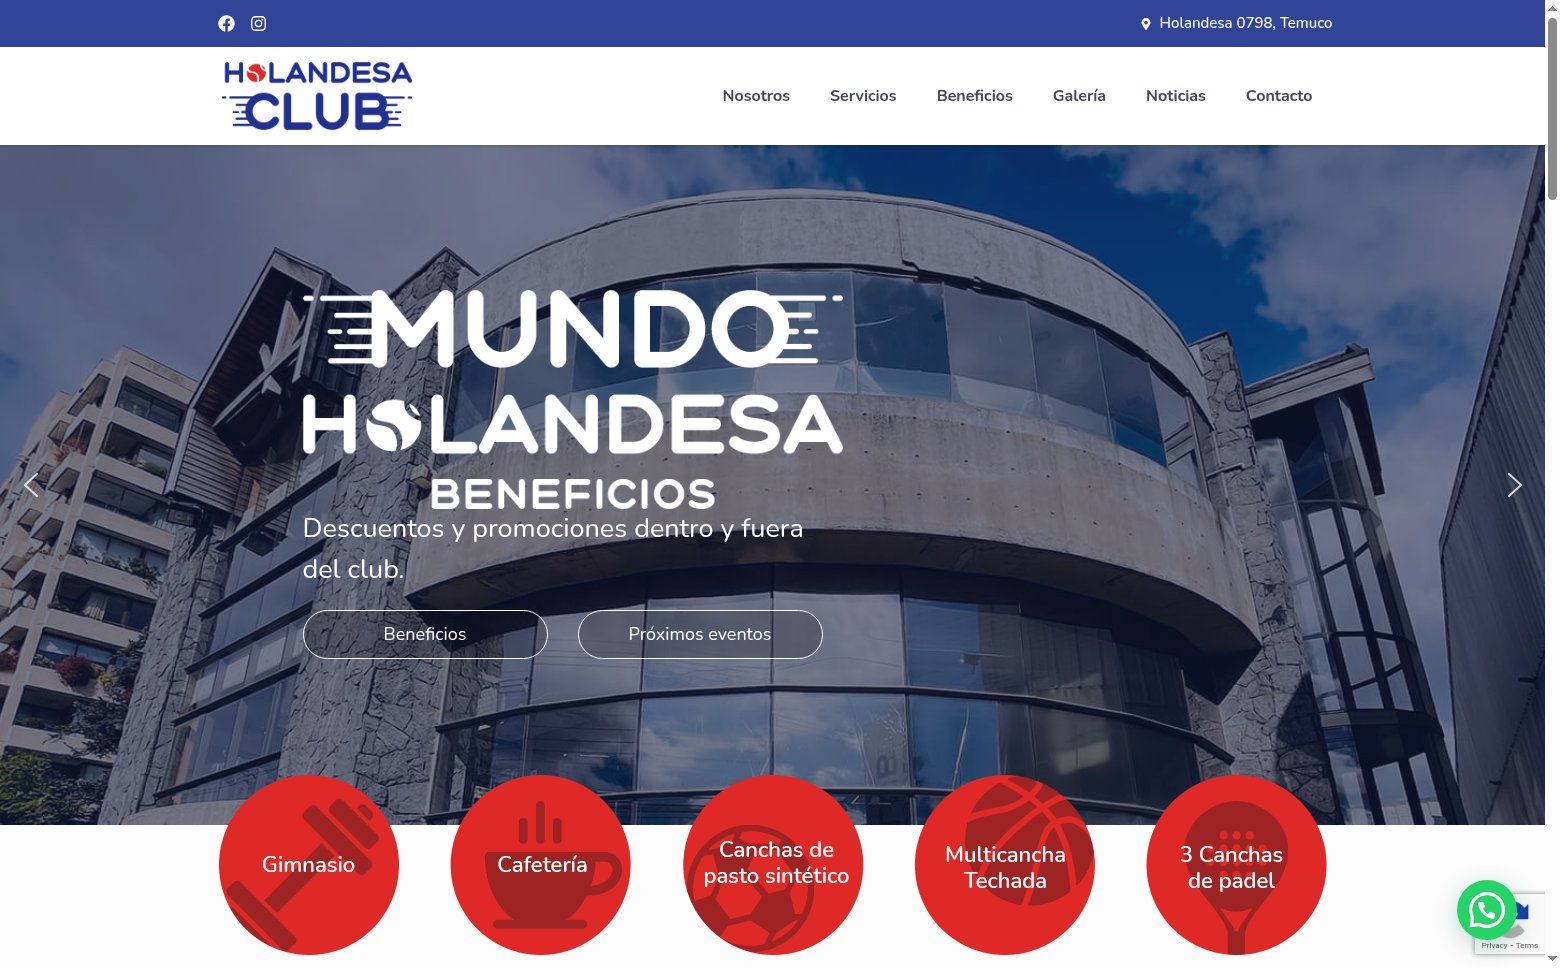 Holandesa 0798, Temuco
HOLANDESA
CLUB
Nosotros
Servicios
Beneficios
Galería
Noticias
Contacto
MUNDO
HOLANDESA
BENEFICIOS
Descuentos y promociones dentro y fuera
del club.
Beneficios
Próximos eventos
Gimnasio
Cafetería
Canchas de
pasto sintético
Multicancha
Techada
3 Canchas
de padel
Privacy - Terms